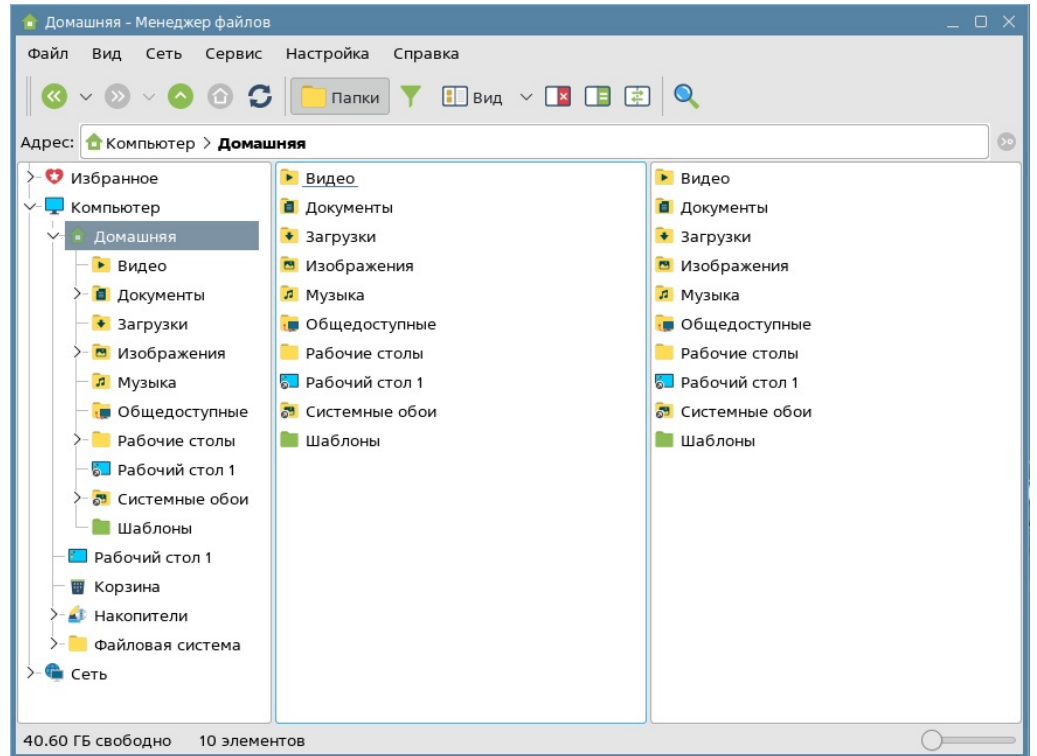 Домашняя – Менеджер файлов
Файл Вид Сеть Сервис Настройка Справка
Папки Вид
Адрес: Компьютер > Домашняя
Избранное
Компьютер
Домашняя
Видео
Документы
Загрузки
Изображения
Музыка
Общедоступные
Рабочие столы
Рабочий стол 1
Системные обои
Шаблоны
Рабочий стол 1
Корзина
Накопители
Файловая система
Сеть
Видео
Документы
Загрузки
Изображения
Музыка
Общедоступные
Рабочие столы
Рабочий стол 1
Системные обои
Шаблоны
Видео
Документы
Загрузки
Изображения
Музыка
Общедоступные
Рабочие столы
Рабочий стол 1
Системные обои
Шаблоны
40.60 ГБ свободно 10 элементов